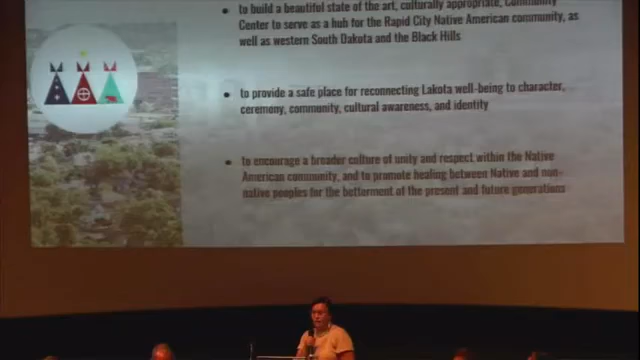 • to build a beautiful state of the art, culturally appropriate, Community
Center to serve as a hub for the Rapid City Native American community, as
well as western South Dakota and the Black Hills
• to provide a safe place for reconnecting Lakota well-being to character,
ceremony, community, cultural awareness, and identity
• to encourage a broader culture of unity and respect within the Native
American community, and to promote healing between Native and non-
native peoples for the betterment of the present and future generations